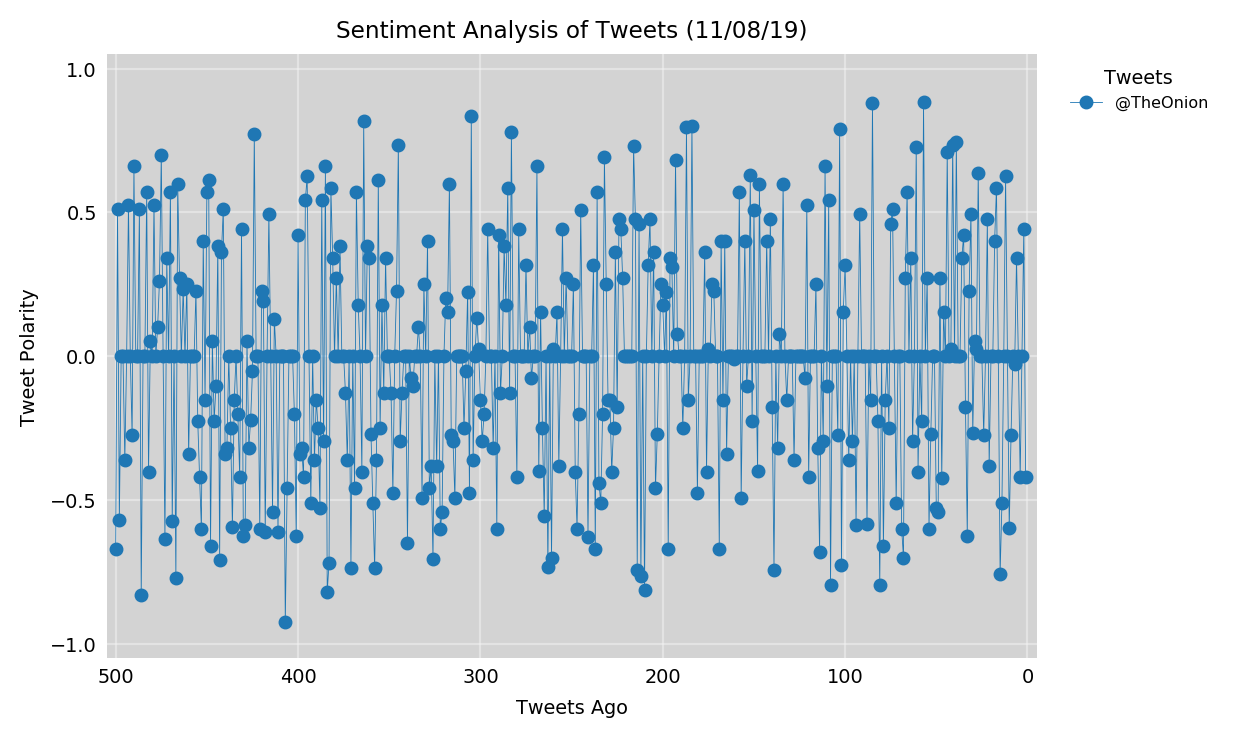 Sentiment Analysis of Tweets (11/08/19)
Tweets
@TheOnion
1.0
0.5
0.0
−0.5
−1.0
Tweet Polarity
500 400 300 200 100 0
Tweets Ago